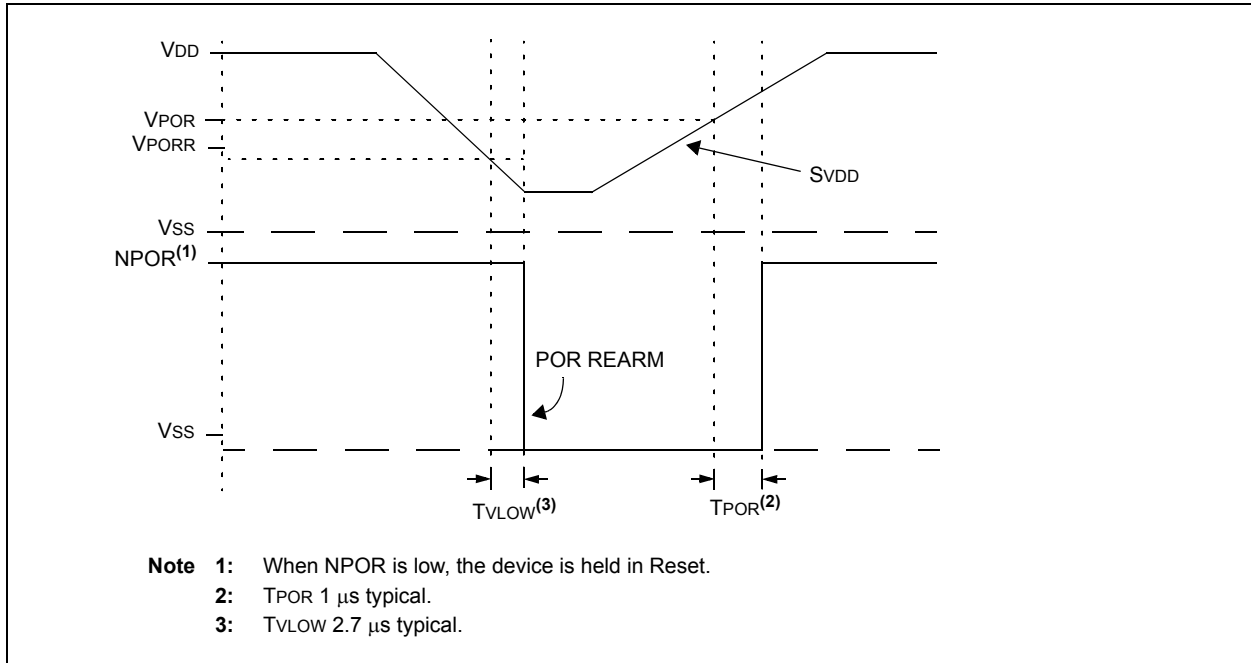 VDD
VPOR
VPORR
SVDD
VSS
NPOR(1)
POR REARM
VSS
TVLOW(3)
TPOR(2)
Note 1: When NPOR is low, the device is held in Reset.
2: TPOR 1 μs typical.
3: TVLOW 2.7 μs typical.